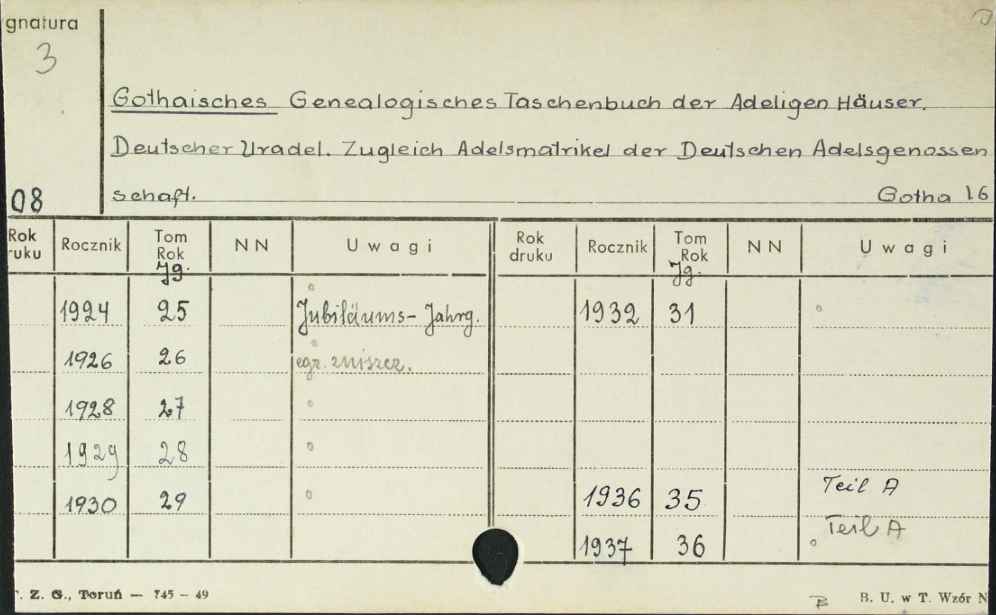 gnatura
3
Gothaisches Genealogisches Taschenbuch der Adeligen Häuser.
Deutscher Uradel. Zugleich Adelsmatrikel der Deutschen Adelsgenossen
08 schaft. Gotha 16
Rok ruku Rocznik Tom Rok Jg. NN Uwagi Rok druku Rocznik Tom Rok Jg. NN Uwagi
1924 25 Jubiläums-Jahrg. 1932 31
1926 26 egz. zniszcz.
1928 27
1929 28
1930 29 1936 35 Teil A
1937 36 Teil A
. Z. G., Toruń — 745 – 49 B. U. w T. Wzór N